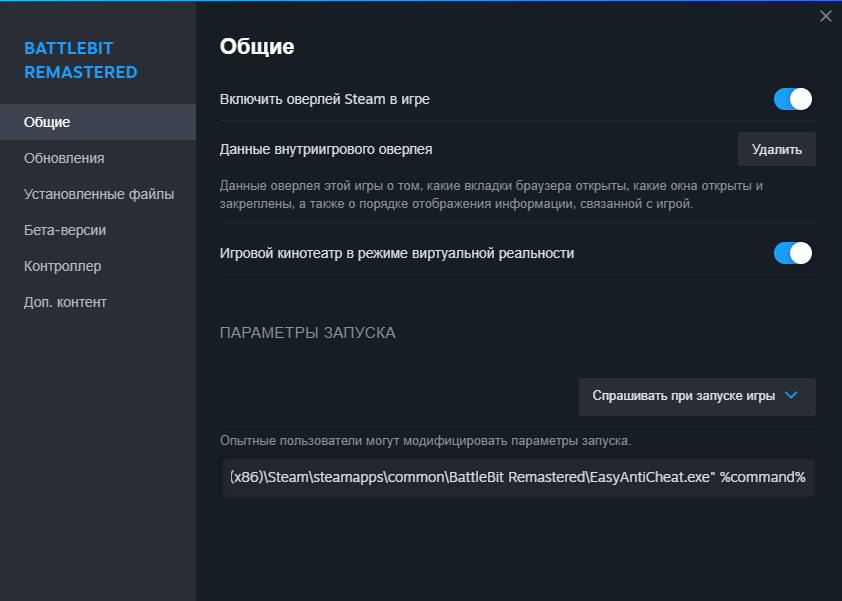 BATTLEBIT
REMASTERED
Общие
Обновления
Установленные файлы
Бета-версии
Контроллер
Доп. контент
Общие
Включить оверлей Steam в игре
Данные внутриигрового оверлея
Удалить
Данные оверлея этой игры о том, какие вкладки браузера открыты, какие окна открыты и
закреплены, а также о порядке отображения информации, связанной с игрой.
Игровой кинотеатр в режиме виртуальной реальности
ПАРАМЕТРЫ ЗАПУСКА
Спрашивать при запуске игры
Опытные пользователи могут модифицировать параметры запуска.
(x86)\Steam\steamapps\common\BattleBit Remastered\EasyAntiCheat.exe" %command%